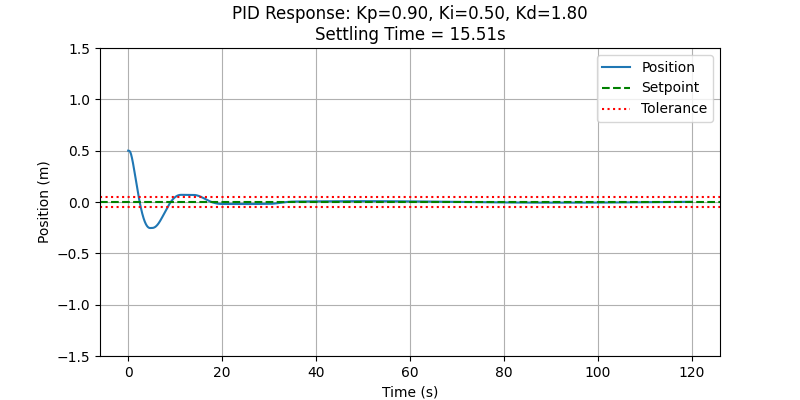 PID Response: Kp=0.90, Ki=0.50, Kd=1.80
Settling Time = 15.51s
Position
Setpoint
Tolerance
1.5
1.0
0.5
0.0
−0.5
−1.0
−1.5
Position (m)
0 20 40 60 80 100 120
Time (s)